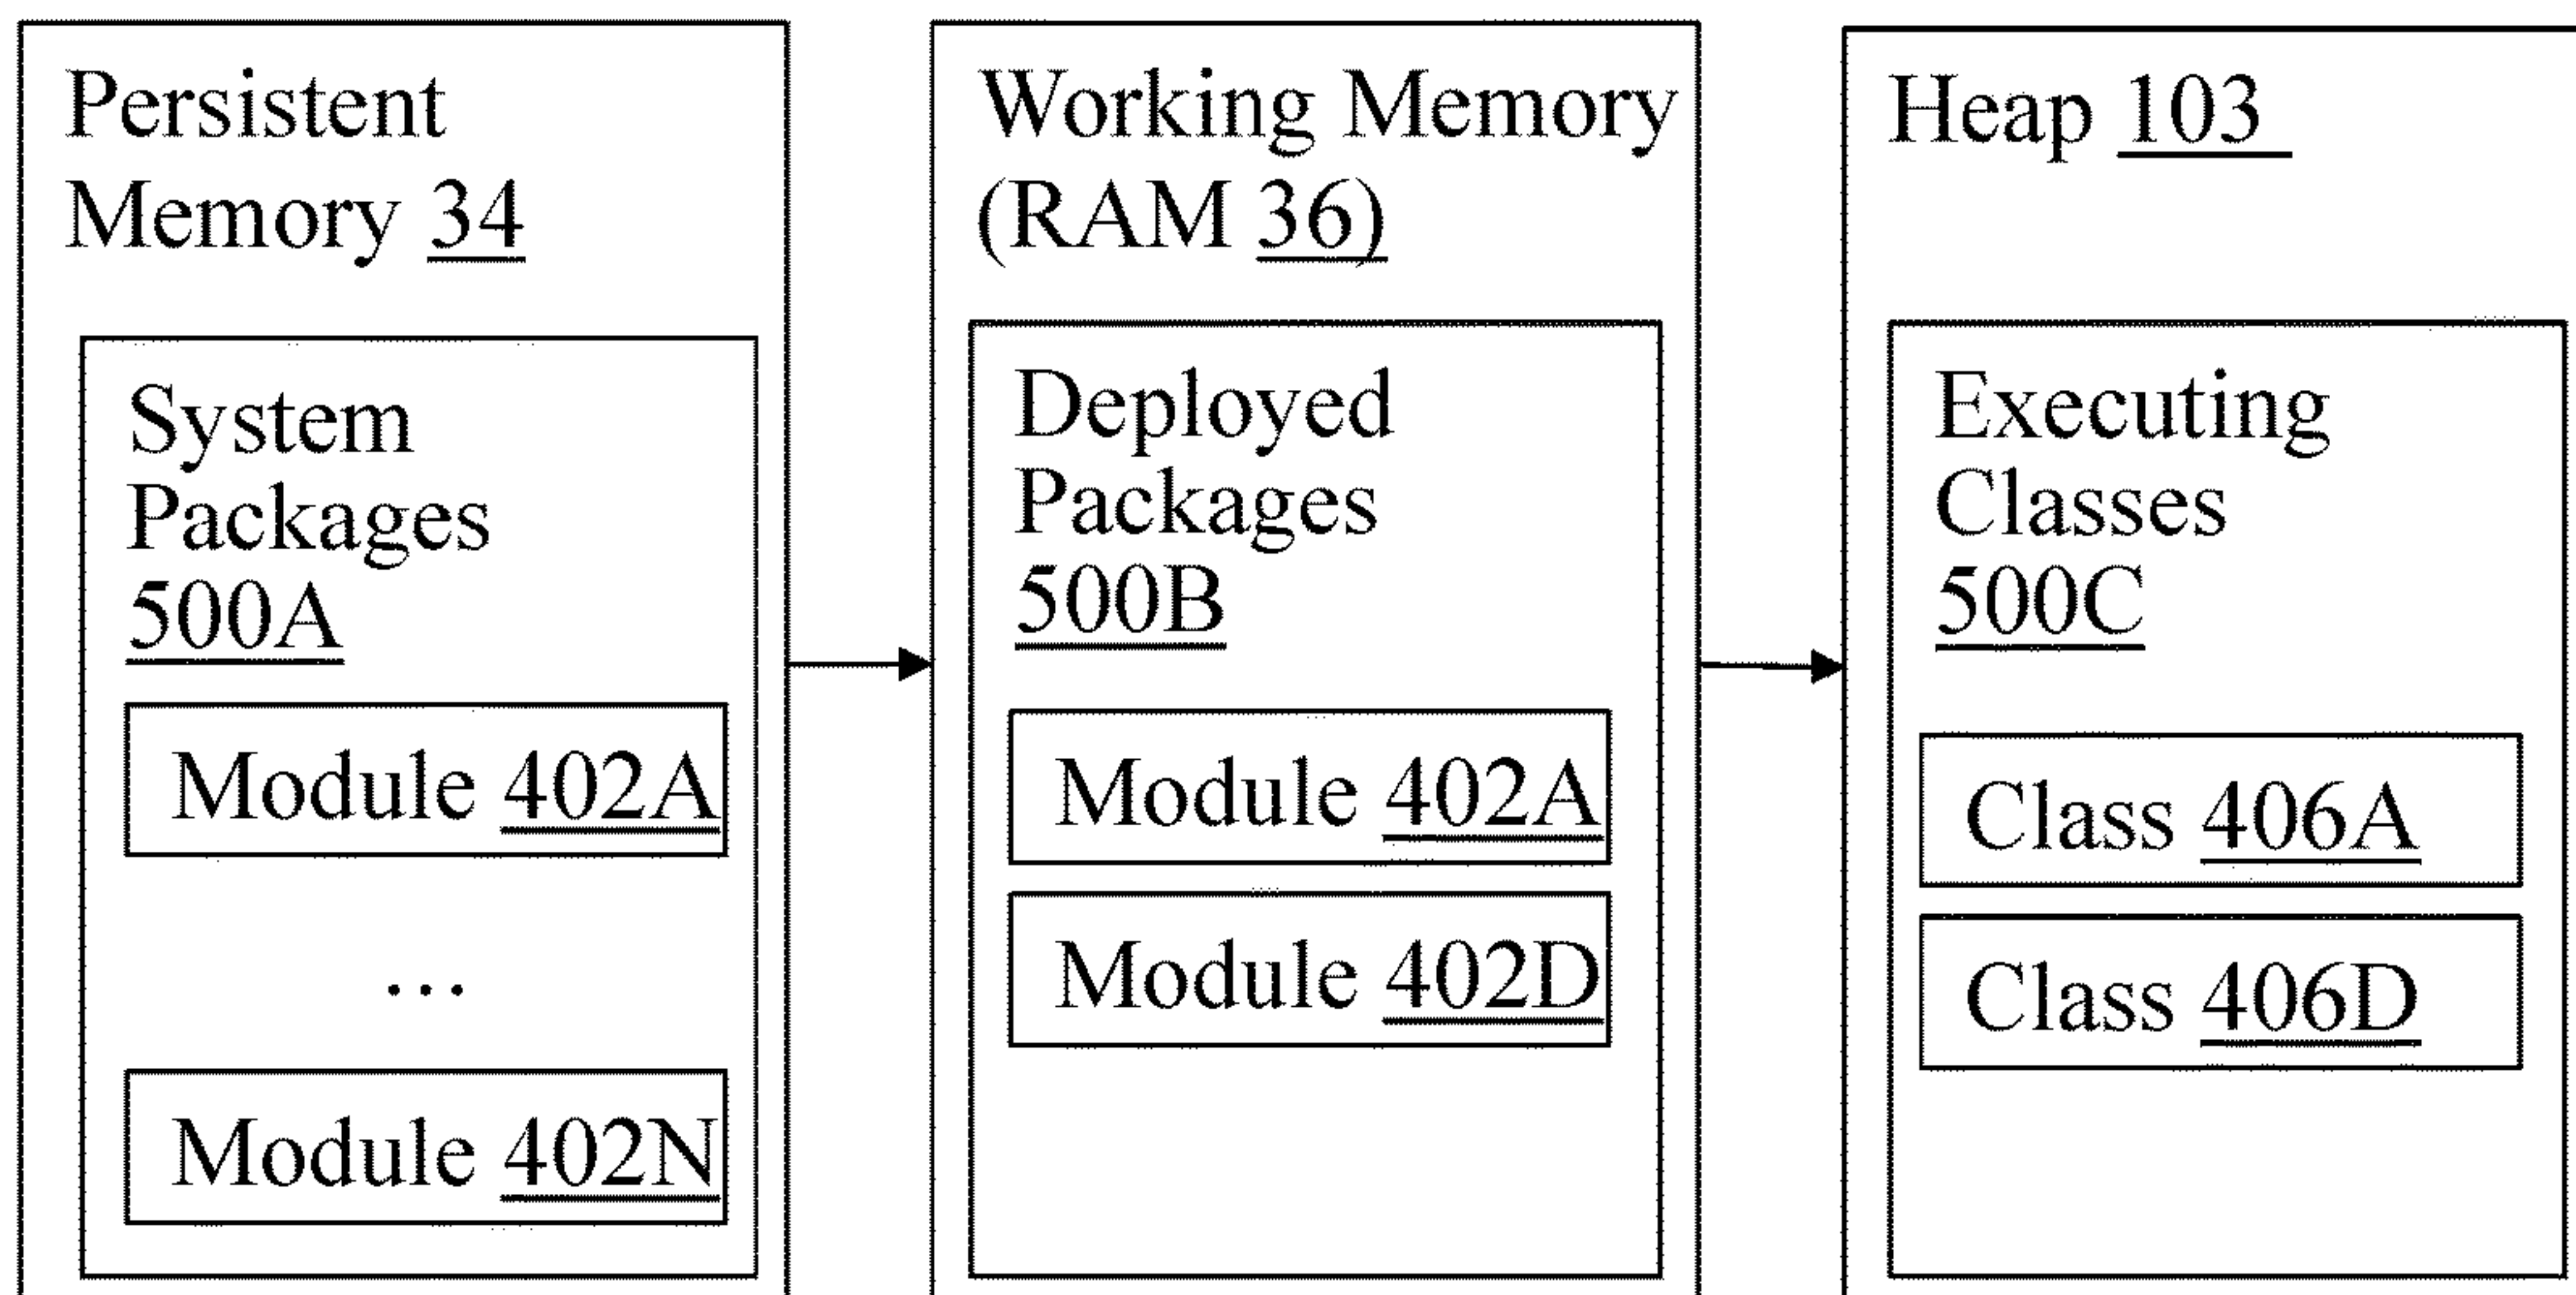 Persistent
Memory 34
System
Packages
500A
Module 402A
...
Module 402N
Working Memory
(RAM 36)
Deployed
Packages
500B
Module 402A
Module 402D
Heap 103
Executing
Classes
500C
Class 406A
Class 406D